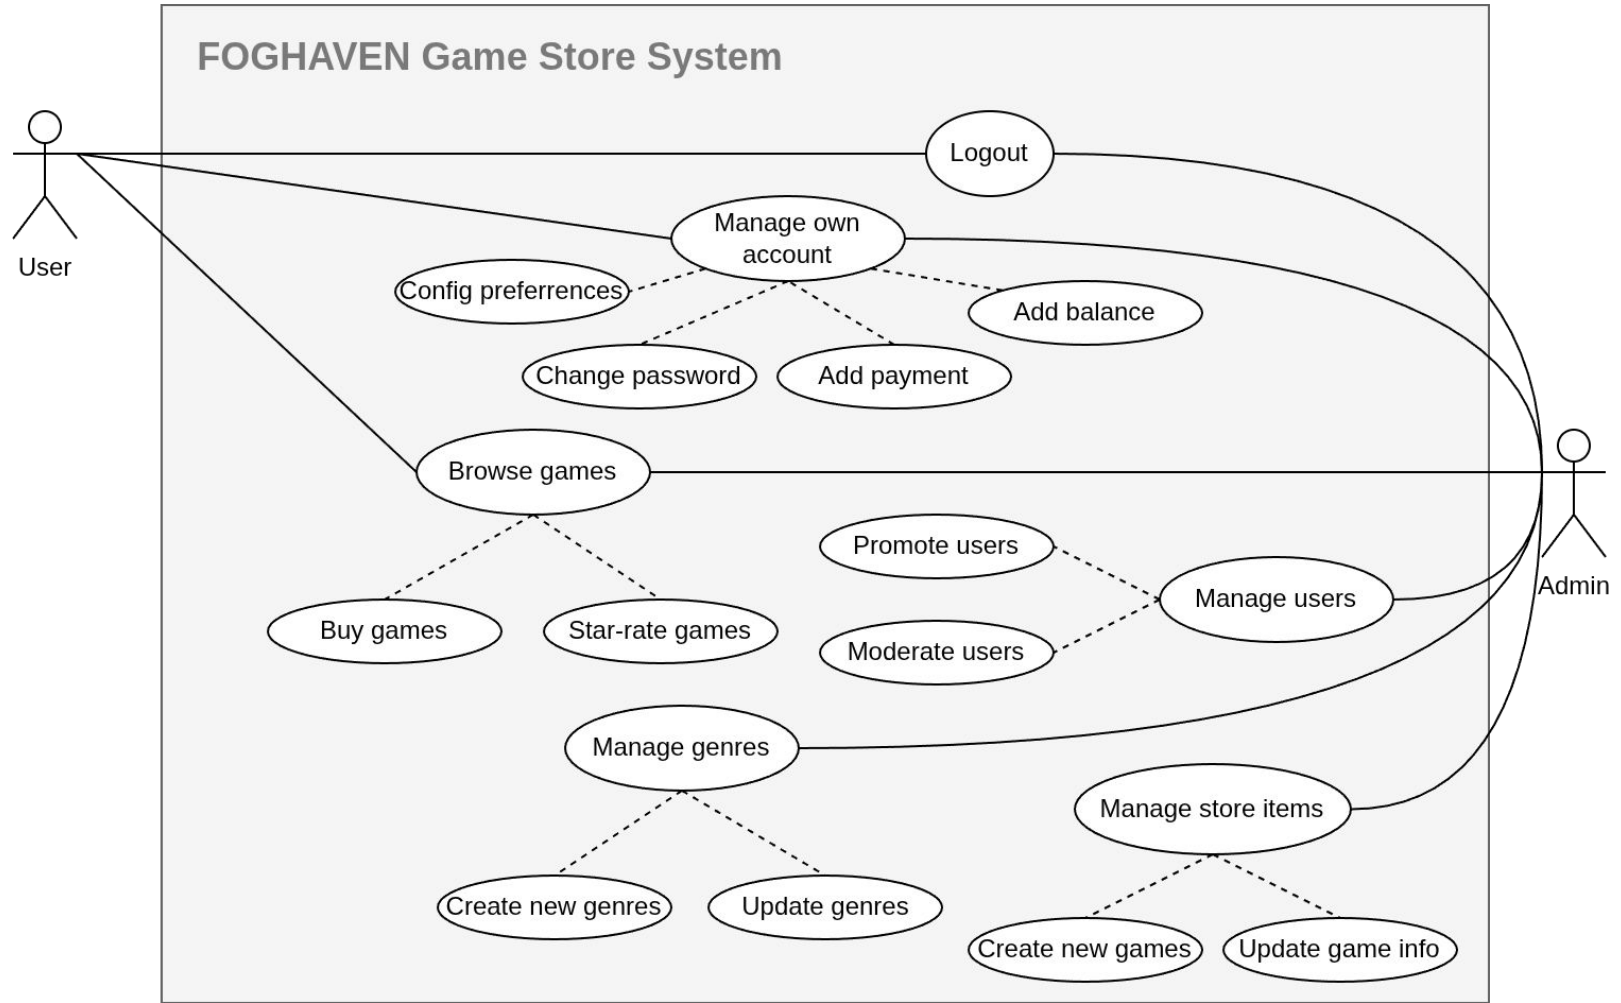 FOGHAVEN Game Store System
Logout
User
Manage own
account
Config preferrences
Add balance
Change password
Add payment
Browse games
Promote users
Admin
Manage users
Buy games
Star-rate games
Moderate users
Manage genres
Manage store items
Create new genres
Update genres
Create new games
Update game info